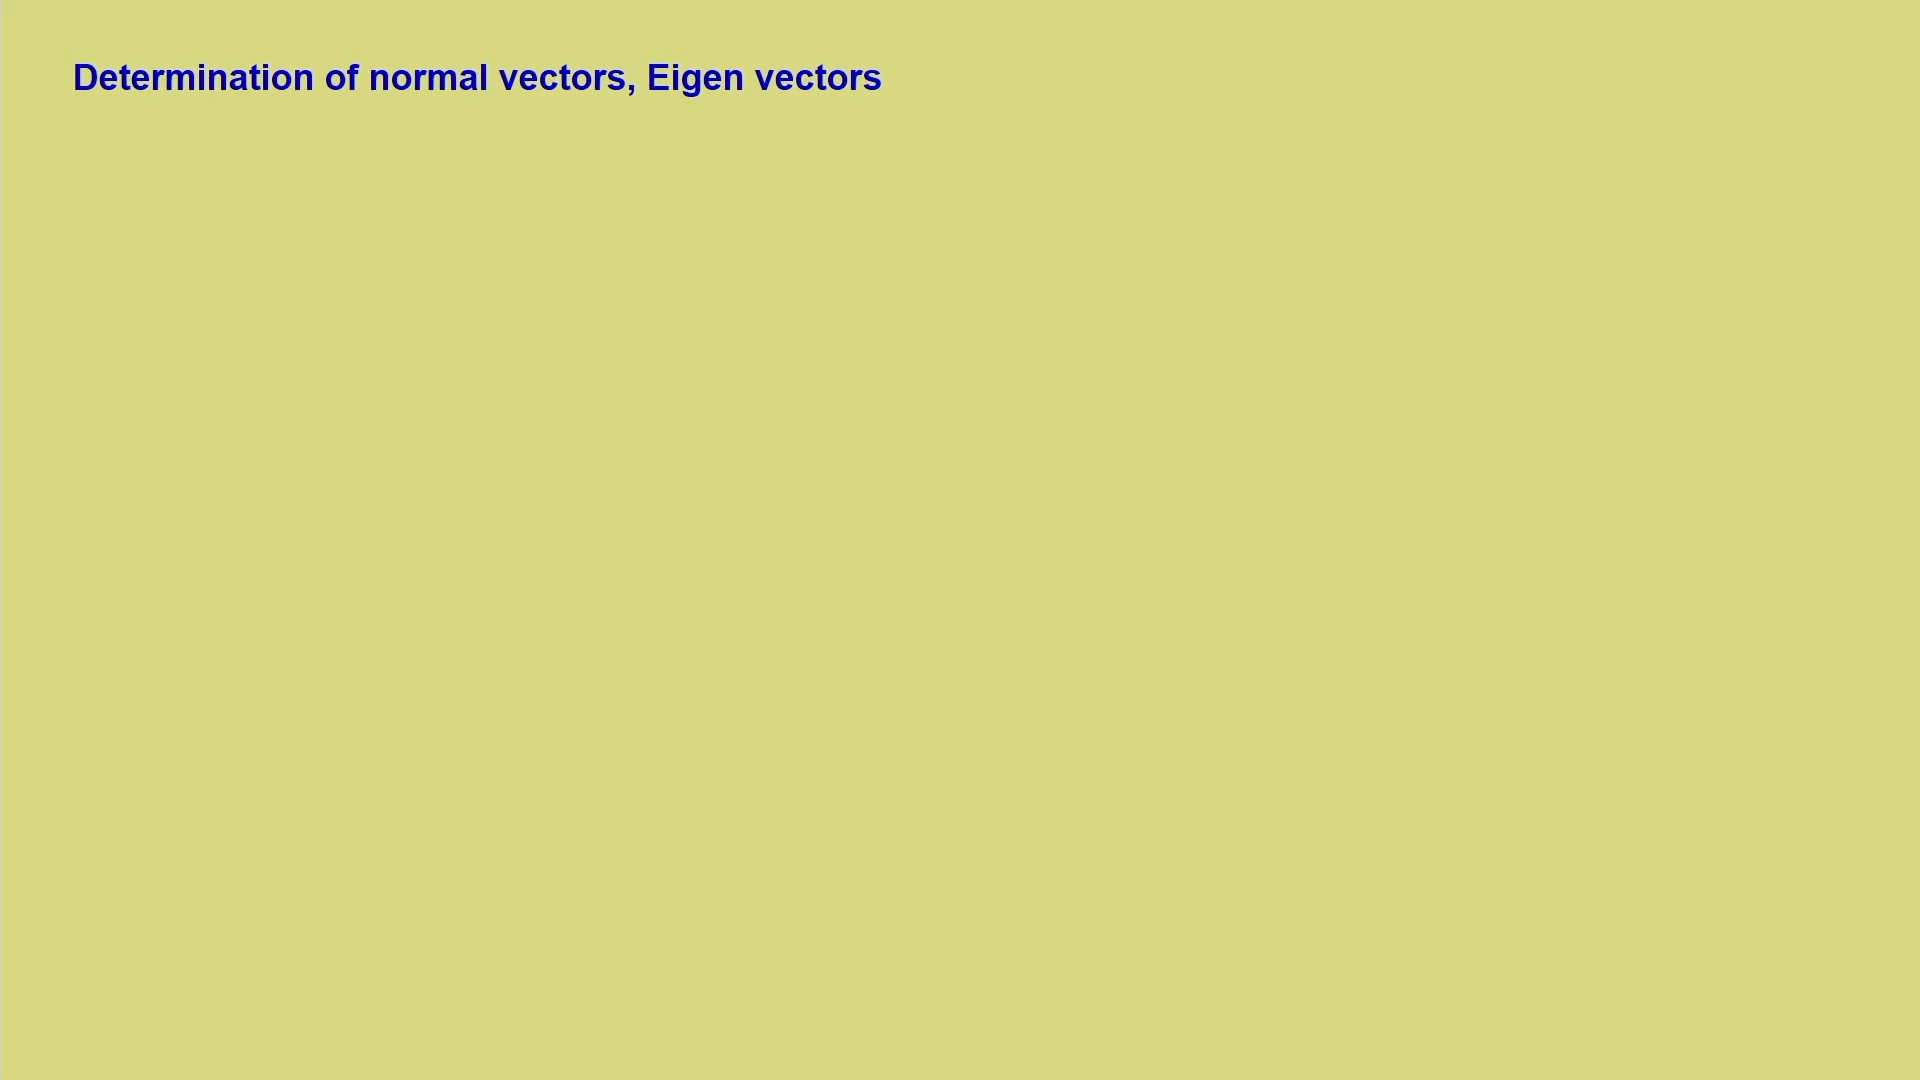 Determination of normal vectors, Eigen vectors